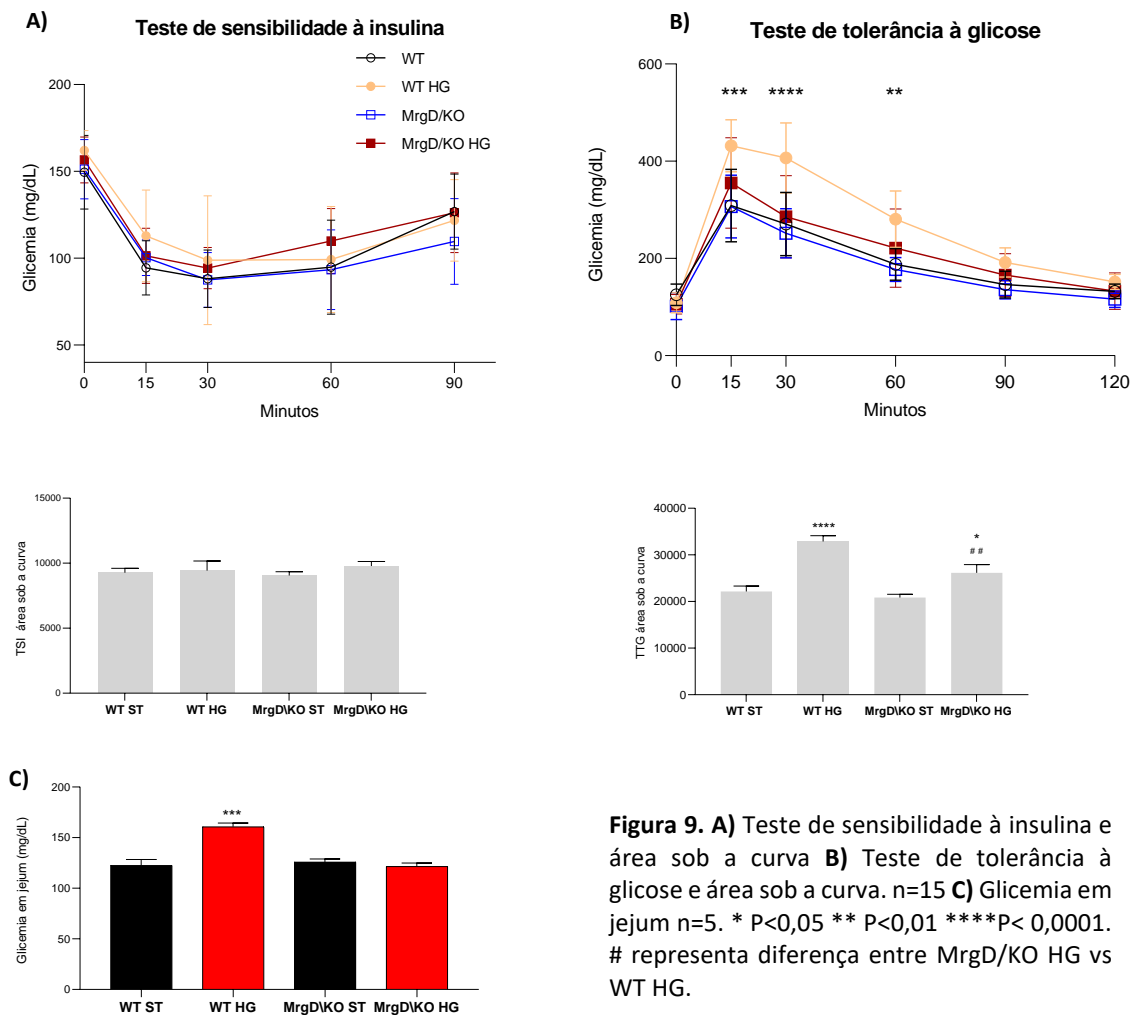 A)
Teste de sensibilidade à insulina
WT
WT HG
MrgD/KO
MrgD/KO HG
Glicemia (mg/dL)
200
150
100
50
0 15 30 60 90
Minutos
B)
Teste de tolerância à glicose
*** **** **
Glicemia (mg/dL)
600
400
200
0
0 15 30 60 90 120
Minutos
TSI área sob a curva
15000
10000
5000
0
WT ST WT HG MrgD\KO ST MrgD\KO HG
TTG área sob a curva
40000
30000
20000
10000
0
****
*
##
WT ST WT HG MrgD\KO ST MrgD\KO HG
C)
Glicemia em jejum (mg/dL)
200
150
100
50
0
***
WT ST WT HG MrgD\KO ST MrgD\KO HG
Figura 9. A) Teste de sensibilidade à insulina e
área sob a curva B) Teste de tolerância à
glicose e área sob a curva. n=15 C) Glicemia em
jejum n=5. * P<0,05 ** P<0,01 ****P< 0,0001.
# representa diferença entre MrgD/KO HG vs
WT HG.